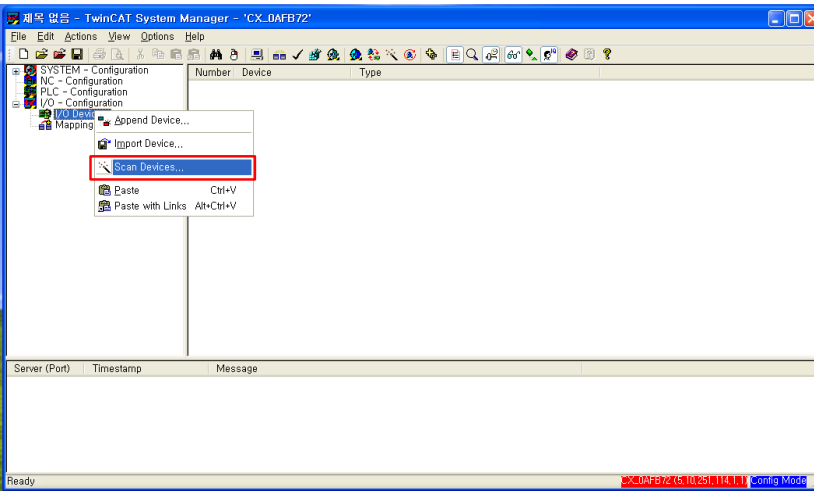 제목 없음 - TwinCAT System Manager - 'CX_0AFB72'
File Edit Actions View Options Help
SYSTEM - Configuration
NC - Configuration
PLC - Configuration
I/O - Configuration
I/O Devi
Mapping
Number Device Type
Append Device...
Import Device...
Scan Devices...
Paste Ctrl+V
Paste with Links Alt+Ctrl+V
Server (Port) Timestamp Message
Ready CX_0AFB72 (5.10.251.114.1.1) Config Mode